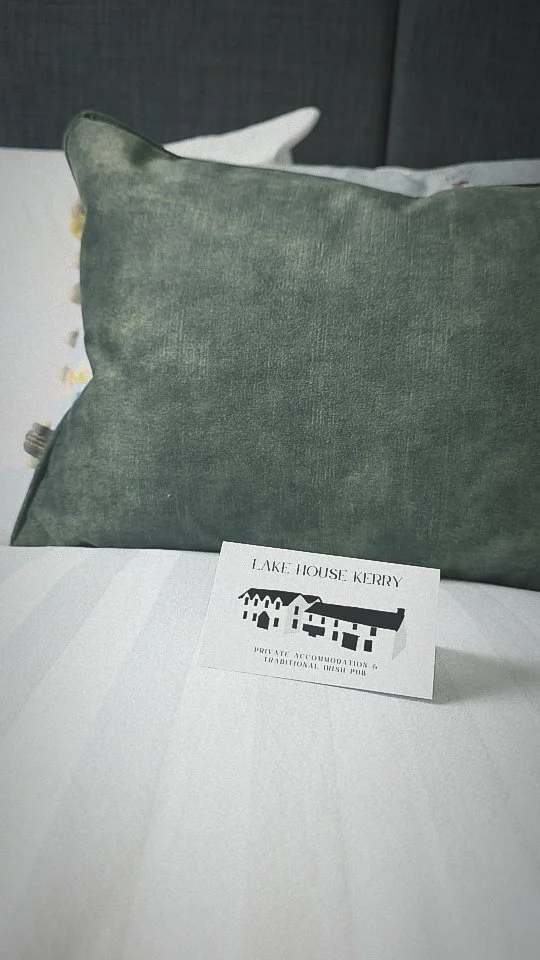 LAKE HOUSE KERRY
PRIVATE ACCOMMODATION &
TRADITIONAL IRISH PUB